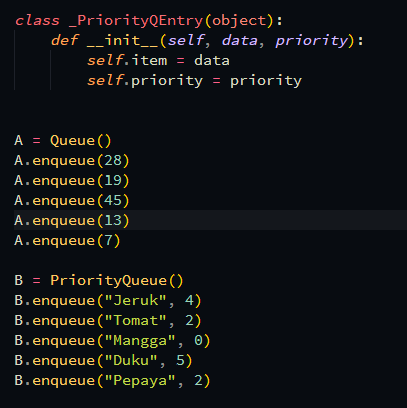 class _PriorityQEntry(object):
    def __init__(self, data, priority):
        self.item = data
        self.priority = priority
A = Queue()
A.enqueue(28)
A.enqueue(19)
A.enqueue(45)
A.enqueue(13)
A.enqueue(7)
B = PriorityQueue()
B.enqueue("Jeruk", 4)
B.enqueue("Tomat", 2)
B.enqueue("Mangga", 0)
B.enqueue("Duku", 5)
B.enqueue("Pepaya", 2)